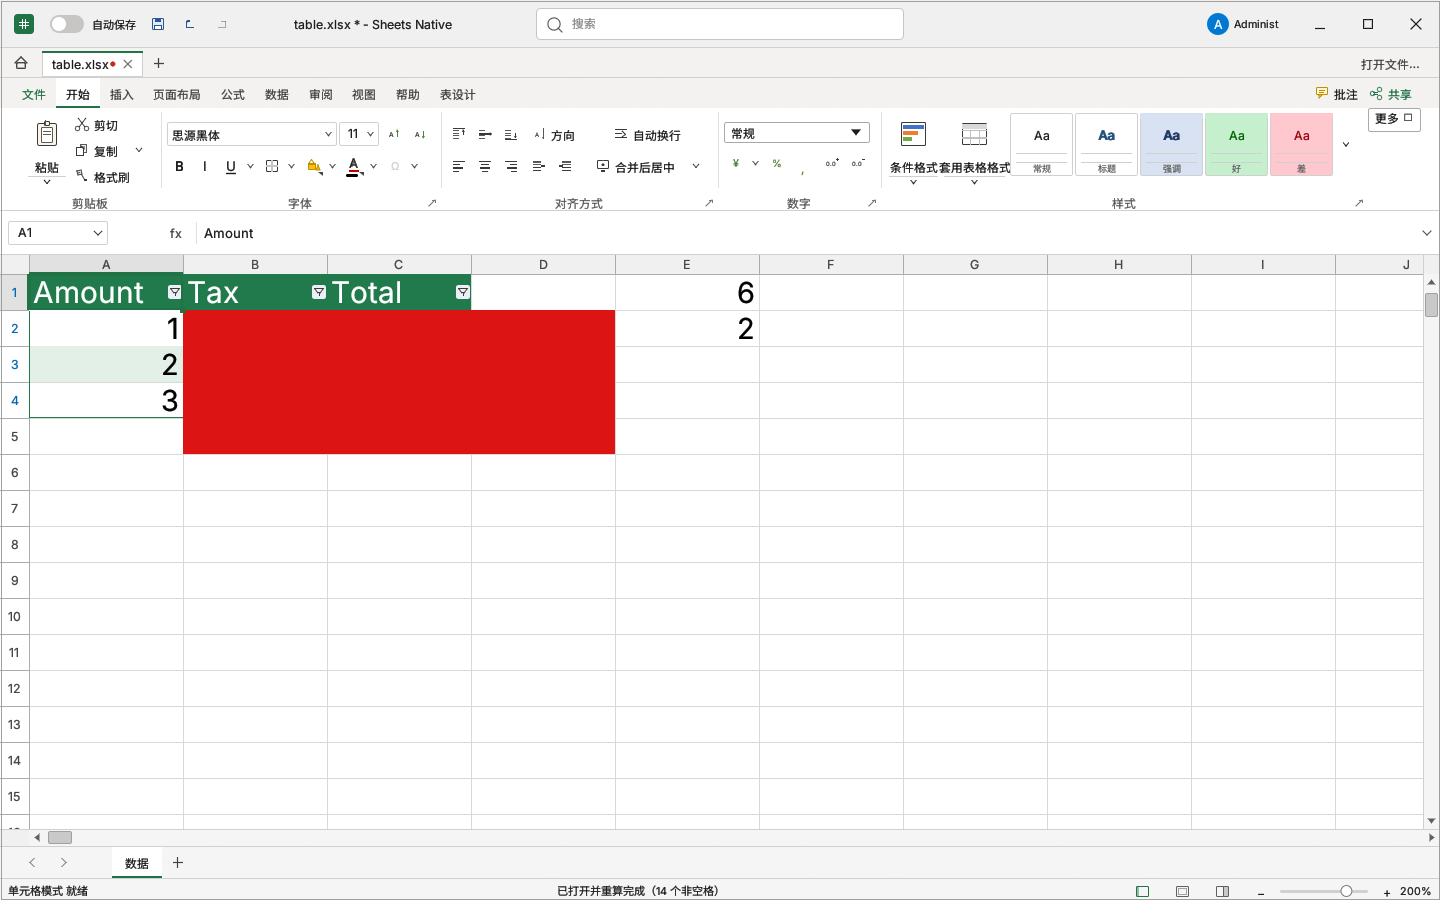 自动保存
table.xlsx * - Sheets Native
搜索
A
Administ
table.xlsx
打开文件...
文件 开始 插入 页面布局 公式 数据 审阅 视图 帮助 表设计
批注 共享
粘贴
剪切
复制
格式刷
剪贴板
思源黑体 11
B I U
字体
方向 自动换行
合并后居中
对齐方式
常规
¥ % ,
数字
条件格式
套用表格格式
Aa 常规
Aa 标题
Aa 强调
Aa 好
Aa 差
样式
更多
A1 fx Amount
A B C D E F G H I J
1 Amount Tax Total 6
2 1 2
3 2
4 3
5
6
7
8
9
10
11
12
13
14
15
数据
单元格模式 就绪
已打开并重算完成（14 个非空格）
200%